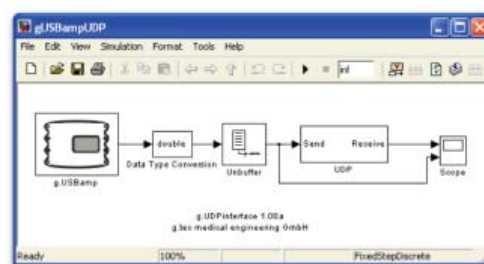 gUSBampUDP
File Edit View Simulation Format Tools Help
inf
double
Send Receive
g.USBamp
Data Type Conversion
Unbuffer
UDP
Scope
g.UDPinterface 1.00a
g.tec medical engineering GmbH
Ready 100% FixedStepDiscrete